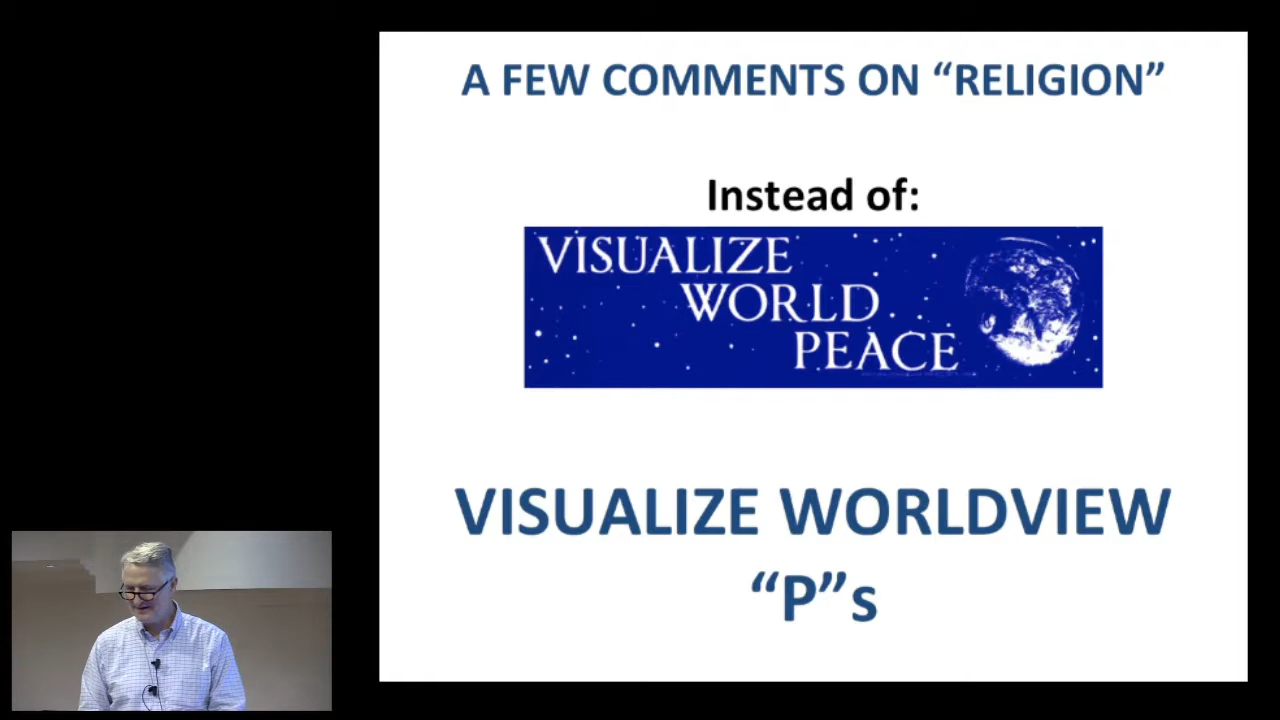 A FEW COMMENTS ON “RELIGION”
Instead of:
VISUALIZE
WORLD
PEACE
VISUALIZE WORLDVIEW
“P”s